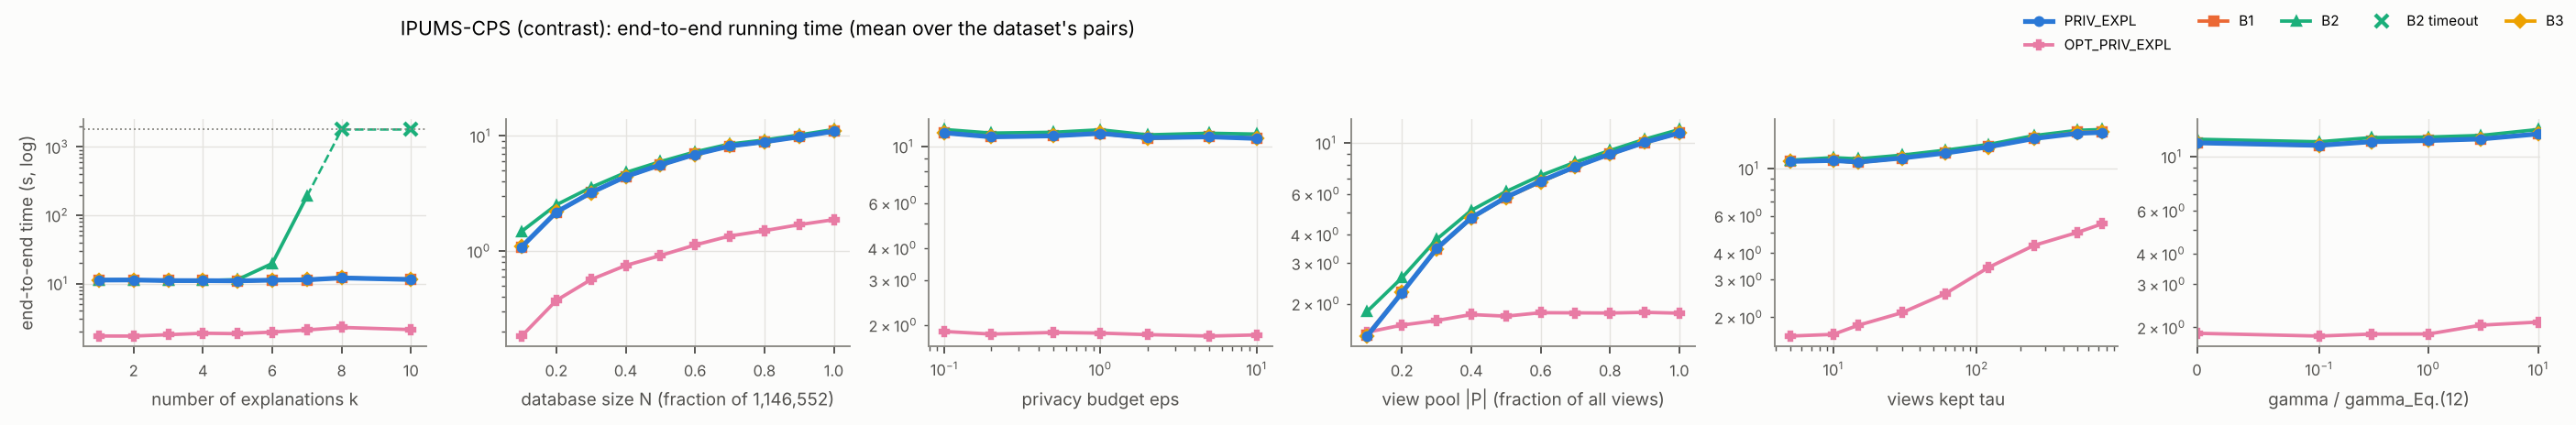 IPUMS-CPS (contrast): end-to-end running time (mean over the dataset's pairs)
PRIV_EXPL B1 B2 B2 timeout B3
OPT_PRIV_EXPL
end-to-end time (s, log)
10³
10²
10¹
2 4 6 8 10
number of explanations k
10¹
10⁰
0.2 0.4 0.6 0.8 1.0
database size N (fraction of 1,146,552)
10¹
6 × 10⁰
4 × 10⁰
3 × 10⁰
2 × 10⁰
10⁻¹ 10⁰ 10¹
privacy budget eps
10¹
6 × 10⁰
4 × 10⁰
3 × 10⁰
2 × 10⁰
0.2 0.4 0.6 0.8 1.0
view pool |P| (fraction of all views)
10¹
6 × 10⁰
4 × 10⁰
3 × 10⁰
2 × 10⁰
10¹ 10²
views kept tau
10¹
6 × 10⁰
4 × 10⁰
3 × 10⁰
2 × 10⁰
0 10⁻¹ 10⁰ 10¹
gamma / gamma_Eq.(12)